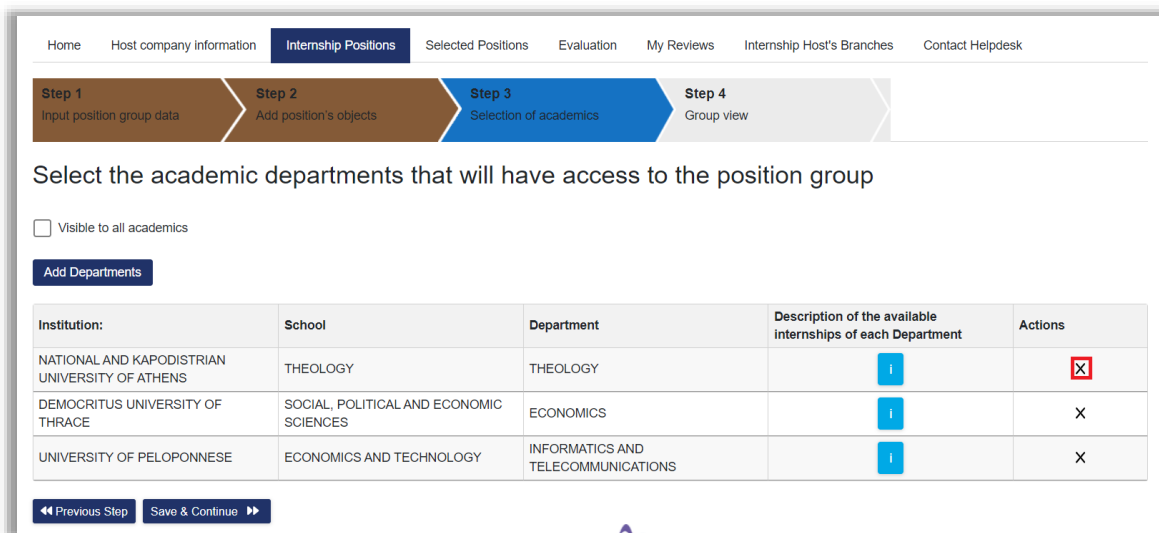 Home Host company information Internship Positions Selected Positions Evaluation My Reviews Internship Host's Branches Contact Helpdesk
Step 1 Step 2 Step 3 Step 4
Input position group data Add position's objects Selection of academics Group view
Select the academic departments that will have access to the position group
Visible to all academics
Add Departments
Institution: School Department Description of the available internships of each Department Actions
NATIONAL AND KAPODISTRIAN UNIVERSITY OF ATHENS THEOLOGY THEOLOGY i X
DEMOCRITUS UNIVERSITY OF THRACE SOCIAL, POLITICAL AND ECONOMIC SCIENCES ECONOMICS i X
UNIVERSITY OF PELOPONNESE ECONOMICS AND TECHNOLOGY INFORMATICS AND TELECOMMUNICATIONS i X
Previous Step Save & Continue